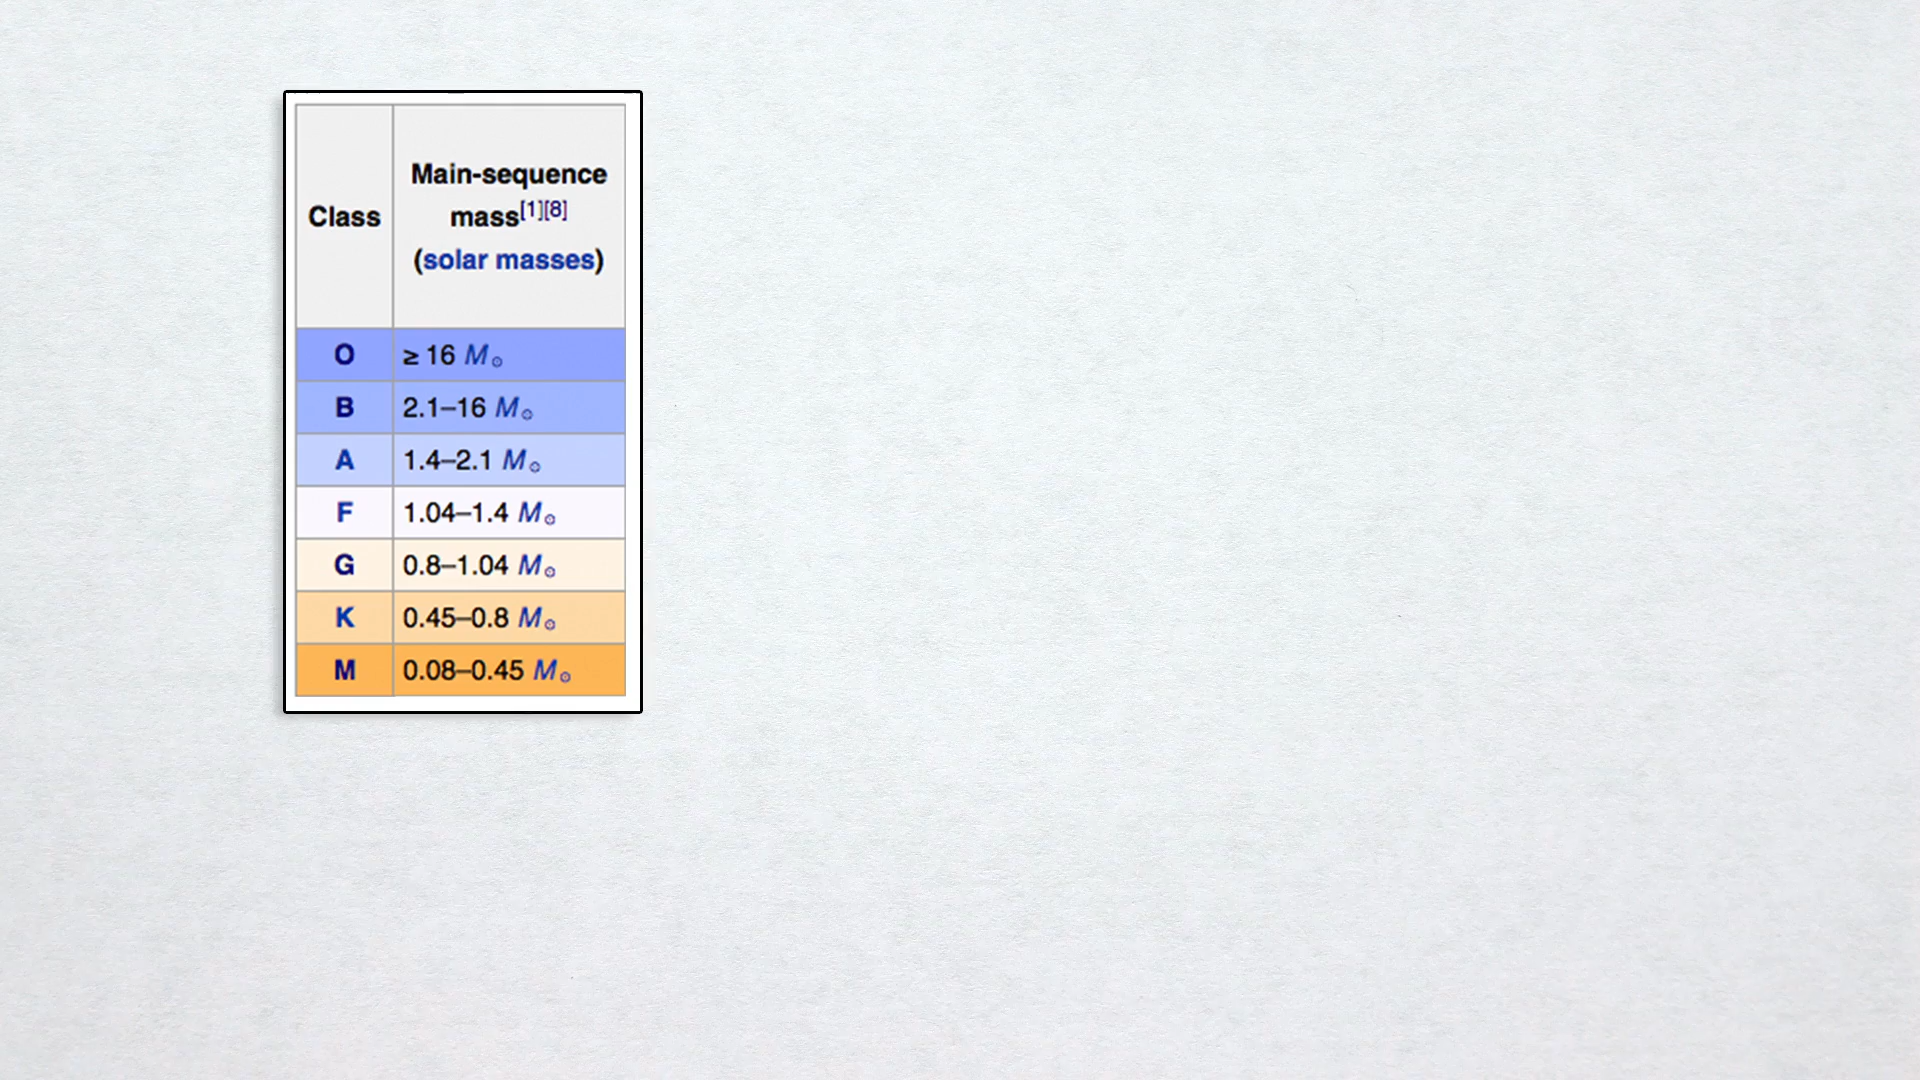 Class
Main-sequence
mass[1][8]
(solar masses)
O ≥ 16 M☉
B 2.1–16 M☉
A 1.4–2.1 M☉
F 1.04–1.4 M☉
G 0.8–1.04 M☉
K 0.45–0.8 M☉
M 0.08–0.45 M☉